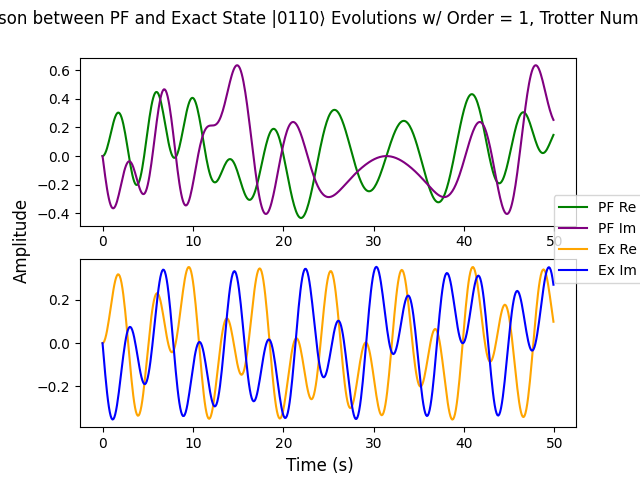 son between PF and Exact State |0110⟩ Evolutions w/ Order = 1, Trotter Num
0.6
0.4
0.2
0.0
−0.2
−0.4
0 10 20 30 40 50
PF Re
PF Im
Ex Re
Ex Im
Amplitude
0.2
0.0
−0.2
0 10 20 30 40 50
Time (s)